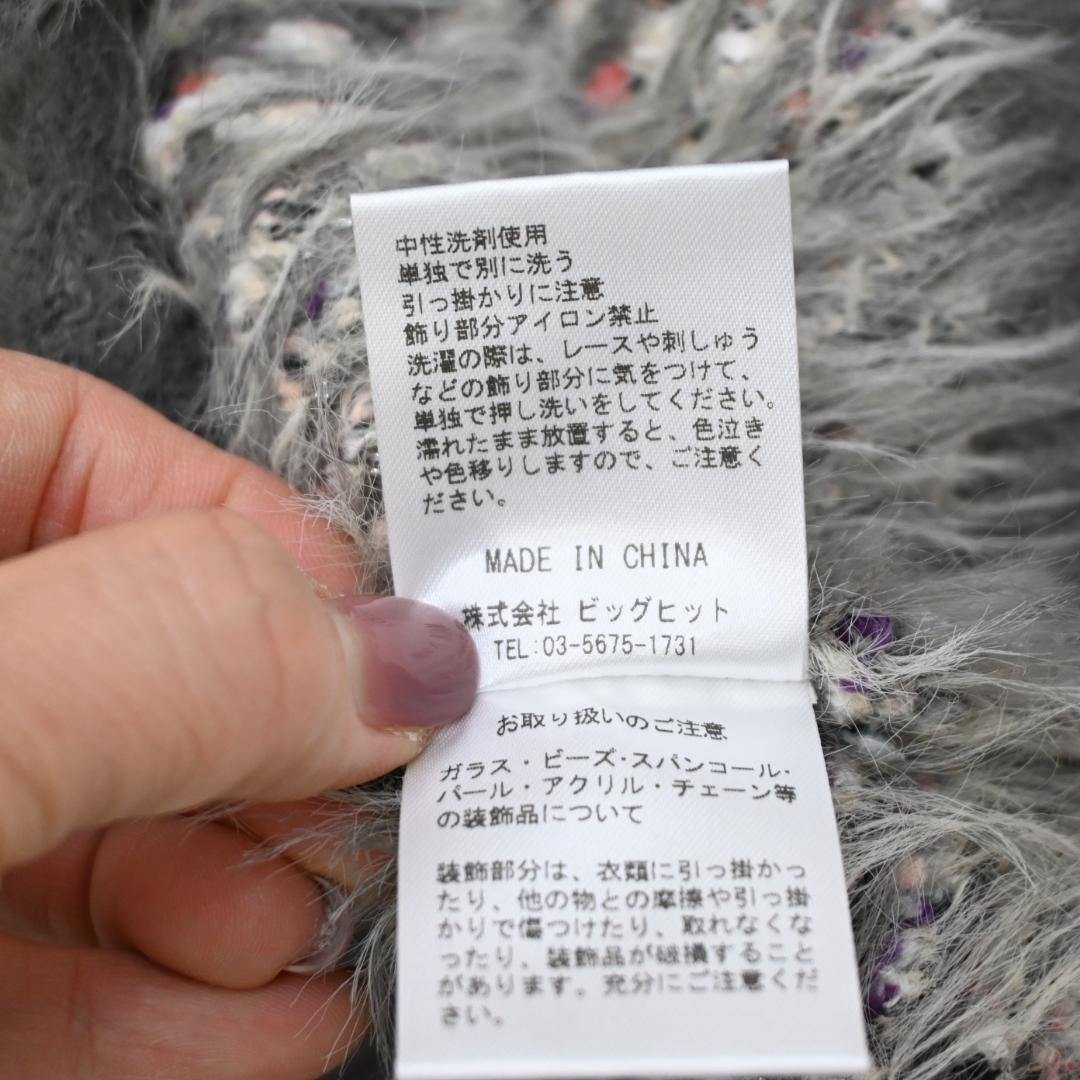 中性洗剤使用
単独で別に洗う
引っ掛かりに注意
飾り部分アイロン禁止
洗濯の際は、レースや刺しゅう
などの飾り部分に気をつけて、
単独で押し洗いをしてください。
濡れたまま放置すると、色泣き
や色移りしますので、ご注意く
ださい。
MADE IN CHINA
株式会社 ビッグヒット
TEL:03-5675-1731
お取り扱いのご注意
ガラス・ビーズ・スパンコール・
パール・アクリル・チェーン等
の装飾品について
装飾部分は、衣類に引っ掛かっ
たり、他の物との摩擦や引っ掛
かりで傷つけたり、取れなくな
ったり、装飾品が破損すること
があります。充分にご注意くだ
さい。